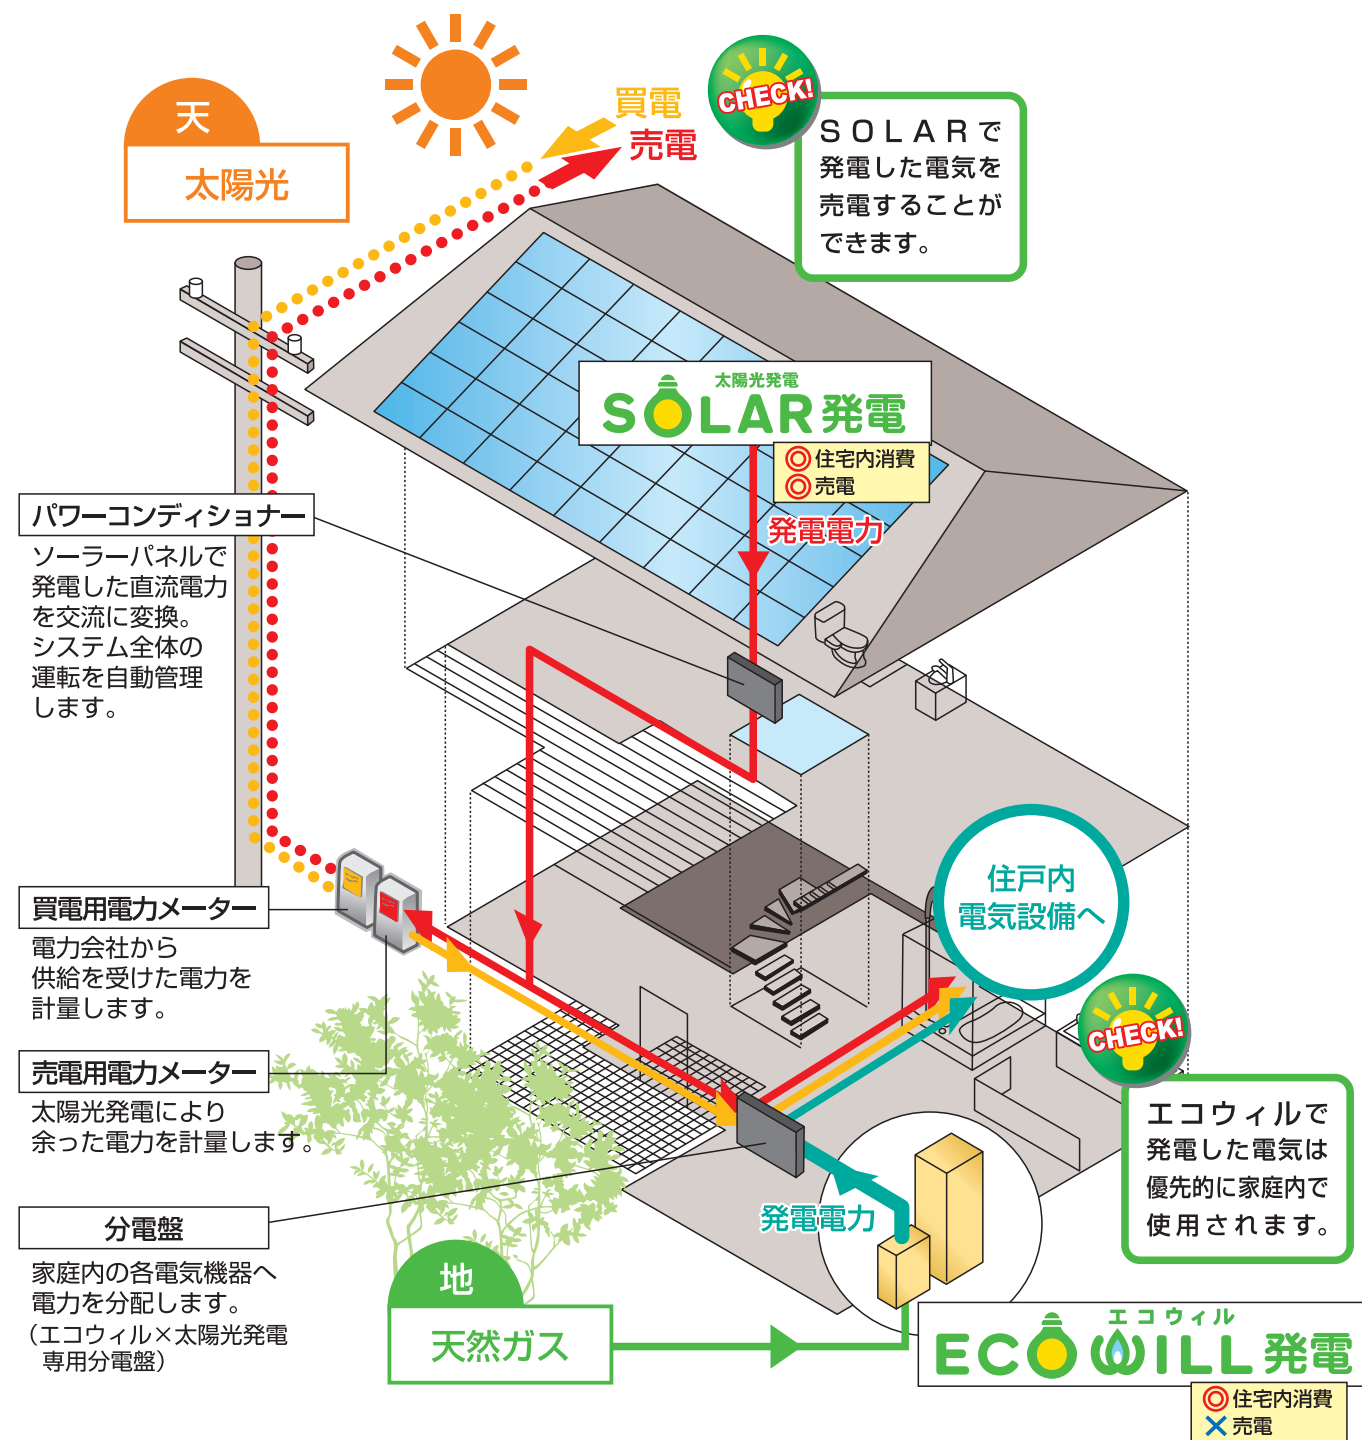 天
太陽光
買電
売電
CHECK!
SOLARで
発電した電気を
売電することが
できます。
太陽光発電
SOLAR発電
◎住宅内消費
◎売電
発電電力
パワーコンディショナー
ソーラーパネルで
発電した直流電力
を交流に変換。
システム全体の
運転を自動管理
します。
買電用電力メーター
電力会社から
供給を受けた電力を
計量します。
売電用電力メーター
太陽光発電により
余った電力を計量します。
分電盤
家庭内の各電気機器へ
電力を分配します。
（エコウィル×太陽光発電
専用分電盤）
住戸内
電気設備へ
CHECK!
エコウィルで
発電した電気は
優先的に家庭内で
使用されます。
発電電力
地
天然ガス
エコウィル
ECOWILL発電
◎住宅内消費
×売電